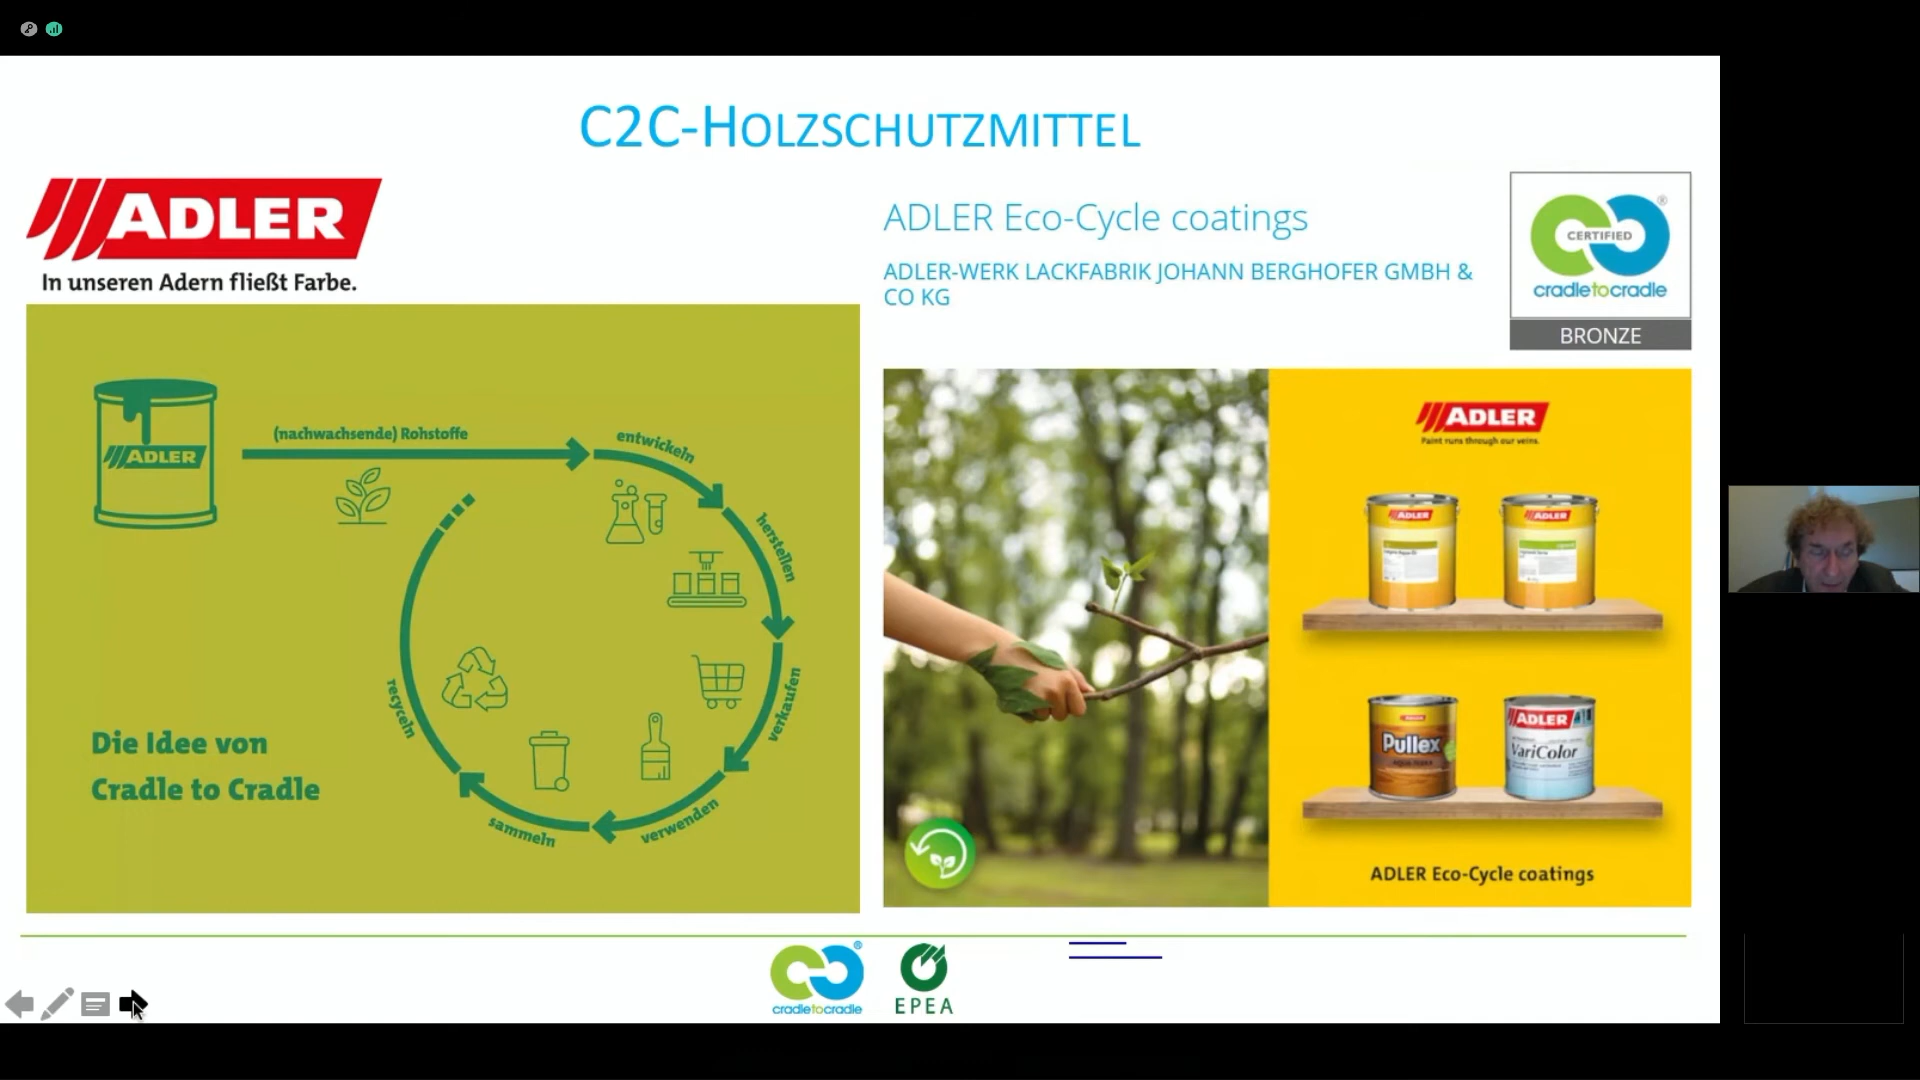 C2C-HOLZSCHUTZMITTEL
ADLER
In unseren Adern fließt Farbe.
ADLER Eco-Cycle coatings
ADLER-WERK LACKFABRIK JOHANN BERGHOFER GMBH &
CO KG
CERTIFIED
cradletocradle
®
BRONZE
ADLER
(nachwachsende) Rohstoffe
entwickeln
herstellen
verkaufen
verwenden
sammeln
recyceln
Die Idee von
Cradle to Cradle
ADLER
Paint runs through our veins.
ADLER
ADLER
Pullex
ADLER
VariColor
ADLER Eco-Cycle coatings
®
cradletocradle
EPEA